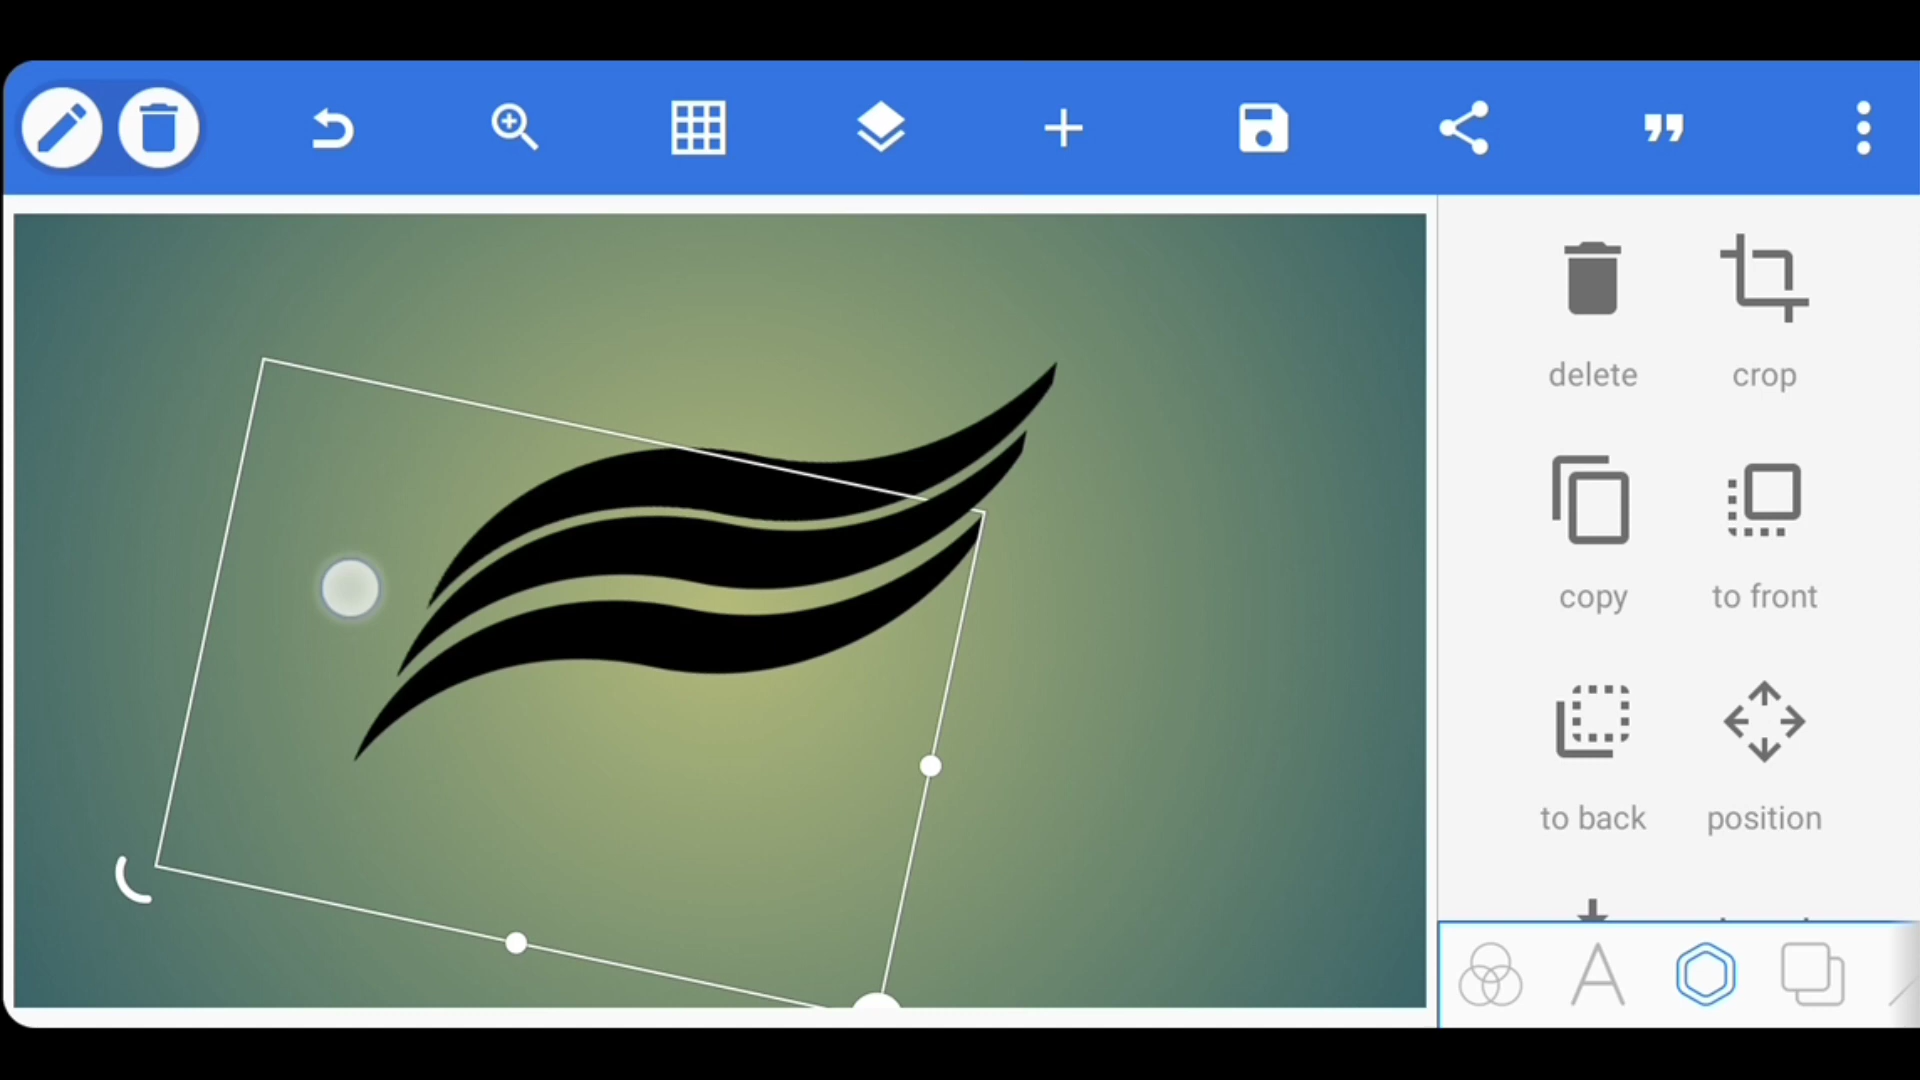 delete
crop
copy
to front
to back
position